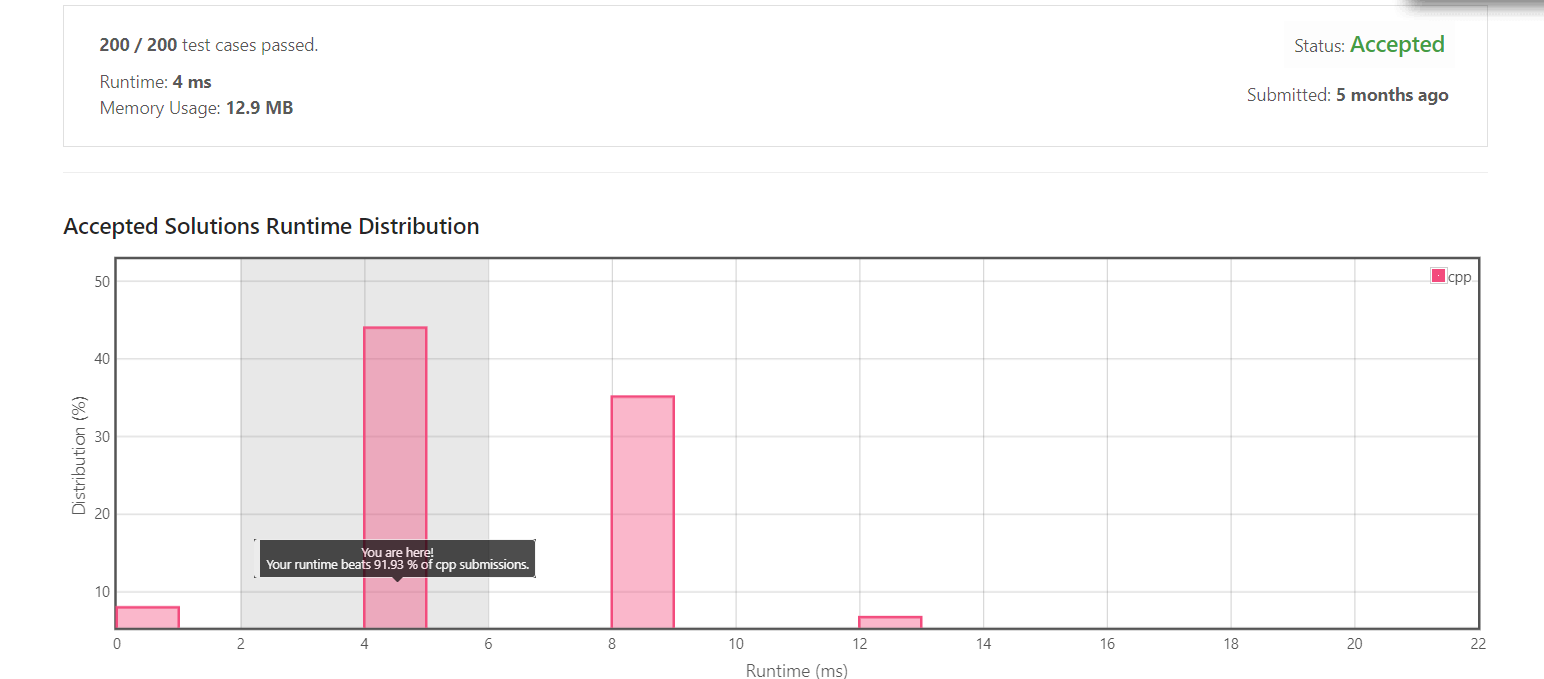 200 / 200 test cases passed.
Status: Accepted
Runtime: 4 ms
Submitted: 5 months ago
Memory Usage: 12.9 MB
Accepted Solutions Runtime Distribution
cpp
50
40
30
20
10
Distribution (%)
You are here!
Your runtime beats 91.93 % of cpp submissions.
0 2 4 6 8 10 12 14 16 18 20 22
Runtime (ms)